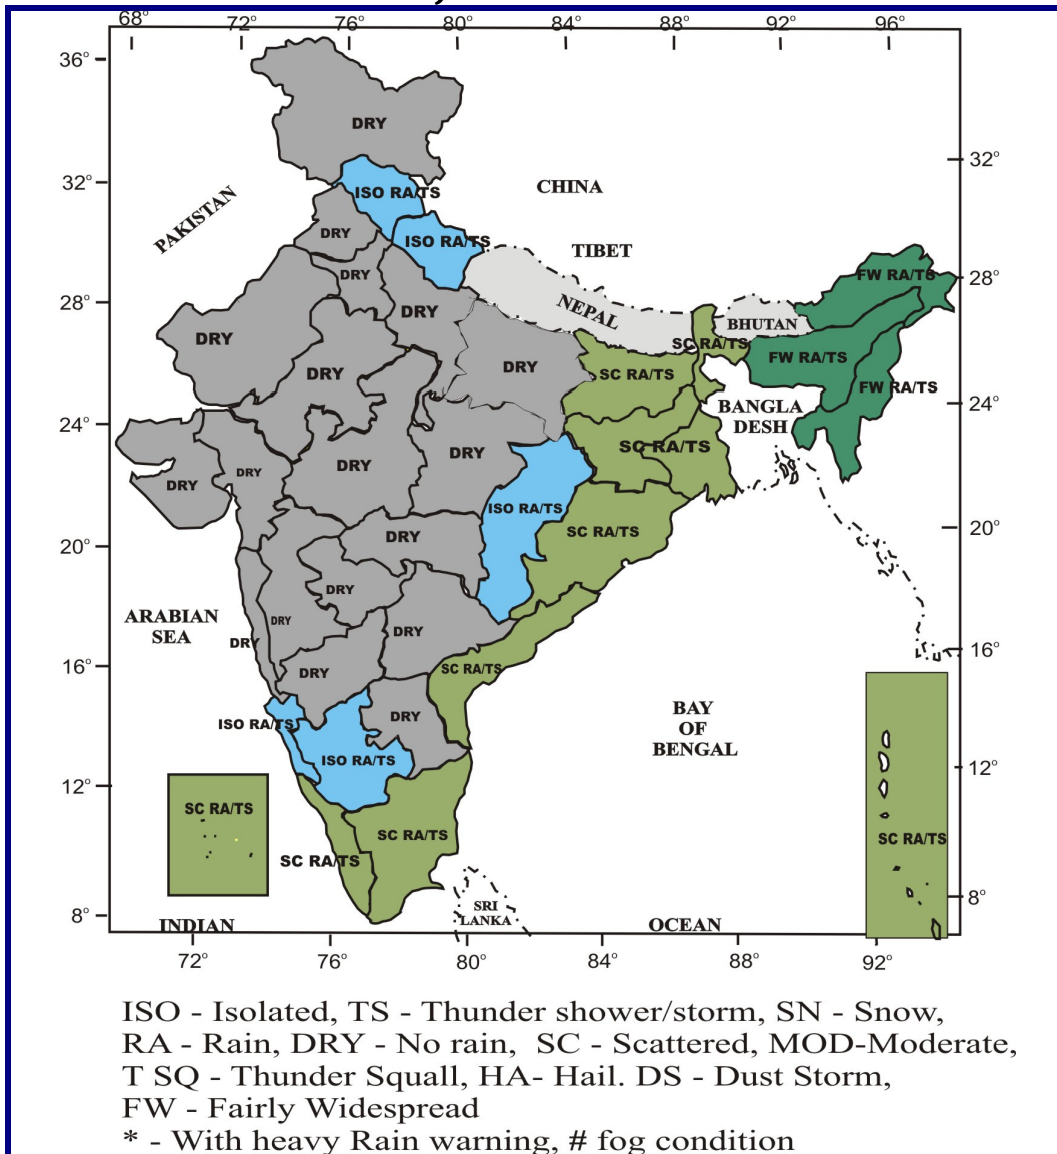 68° 72° 76° 80° 84° 88° 92° 96°
36°
DRY
32°
32°
CHINA
ISO RA/TS
PAKISTAN
DRY
ISO RA/TS
TIBET
DRY
FW RA/TS
28°
28°
NEPAL
DRY
BHUTAN
DRY
SC RA/TS
FW RA/TS
DRY
DRY
SC RA/TS
FW RA/TS
24°
BANGLA
DESH
24°
SC RA/TS
DRY
DRY
DRY
DRY
ISO RA/TS
20°
SC RA/TS
DRY
20°
DRY
ARABIAN
SEA
DRY
DRY
DRY
16°
16°
SC RA/TS
DRY
BAY
OF
BENGAL
DRY
ISO RA/TS
ISO RA/TS
12°
12°
SC RA/TS
SC RA/TS
SC RA/TS
SC RA/TS
8°
8°
SRI
LANKA
INDIAN
OCEAN
72° 76° 80° 84° 88° 92°
ISO - Isolated, TS - Thunder shower/storm, SN - Snow,
RA - Rain, DRY - No rain, SC - Scattered, MOD-Moderate,
T SQ - Thunder Squall, HA- Hail. DS - Dust Storm,
FW - Fairly Widespread
* - With heavy Rain warning, # fog condition